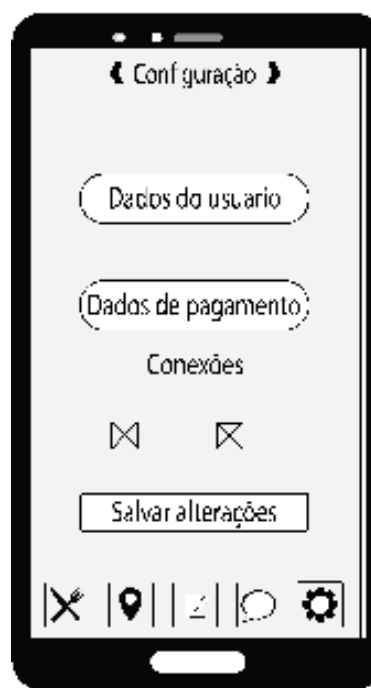 Configuração
Dados do usuario
Dados de pagamento
Conexões
Salvar alterações